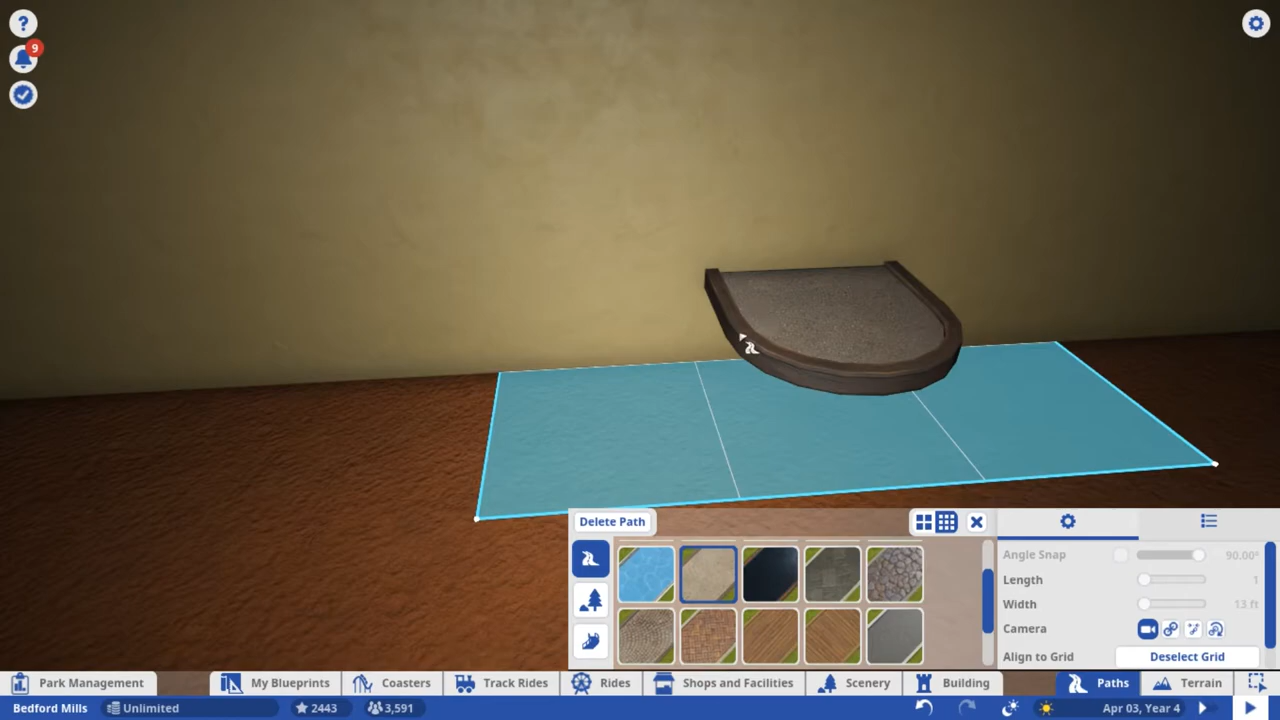 ?
9
Delete Path
Angle Snap 90.00°
Length 1
Width 13 ft
Camera
Align to Grid Deselect Grid
Park Management My Blueprints Coasters Track Rides Rides Shops and Facilities Scenery Building Paths Terrain
Bedford Mills Unlimited 2443 3,591 Apr 03, Year 4